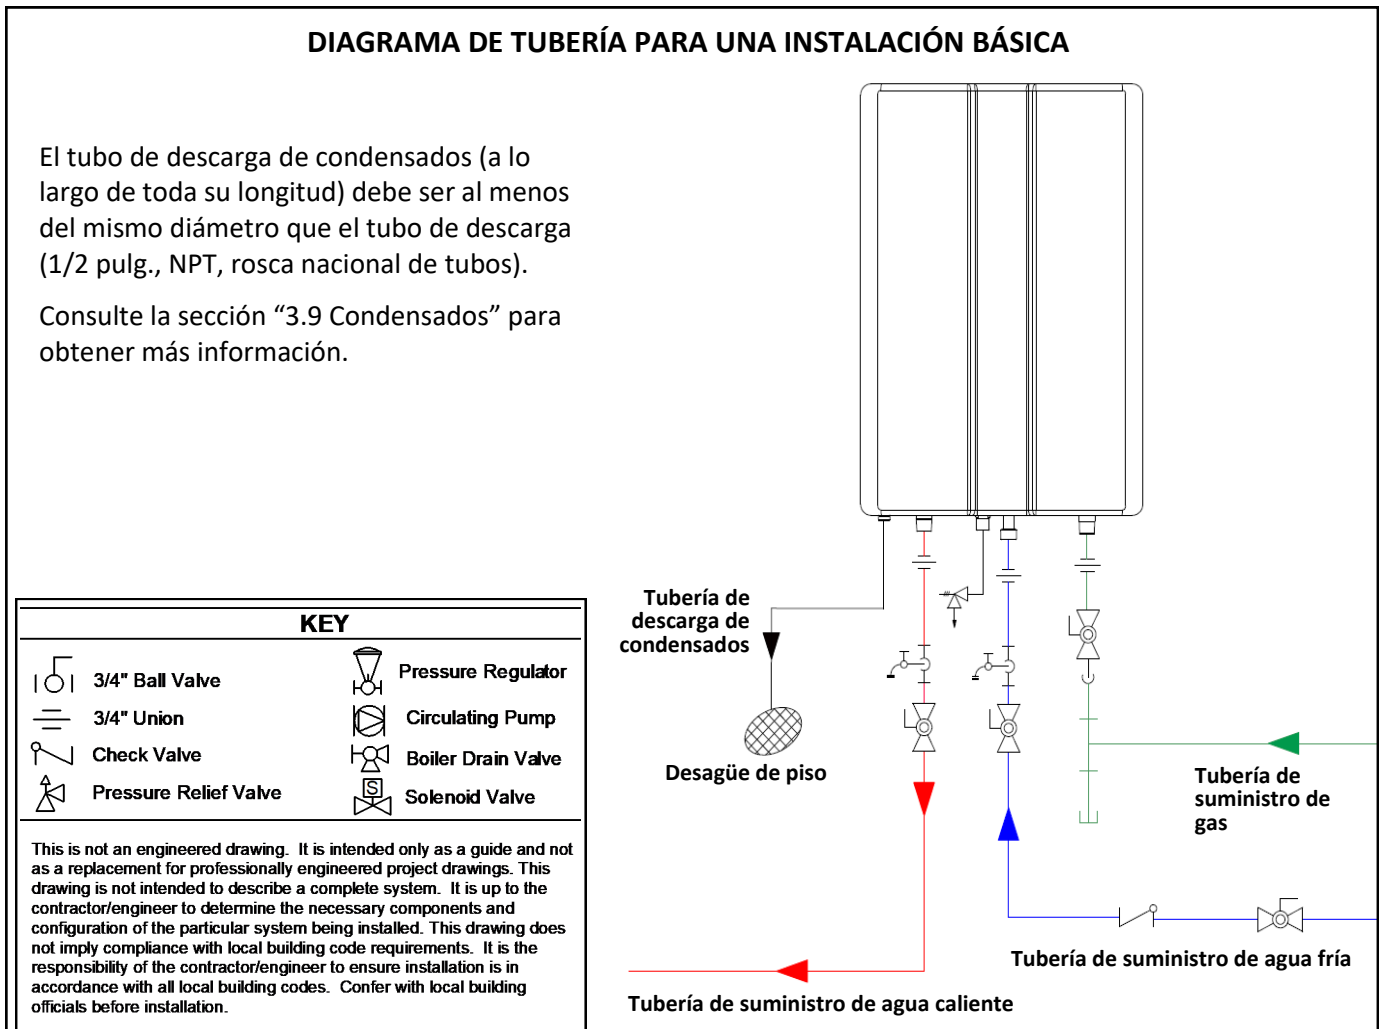 DIAGRAMA DE TUBERÍA PARA UNA INSTALACIÓN BÁSICA
El tubo de descarga de condensados (a lo
largo de toda su longitud) debe ser al menos
del mismo diámetro que el tubo de descarga
(1/2 pulg., NPT, rosca nacional de tubos).
Consulte la sección “3.9 Condensados” para
obtener más información.
KEY
3/4" Ball Valve
3/4" Union
Check Valve
Pressure Relief Valve
Pressure Regulator
Circulating Pump
Boiler Drain Valve
S
Solenoid Valve
This is not an engineered drawing. It is intended only as a guide and not
as a replacement for professionally engineered project drawings. This
drawing is not intended to describe a complete system. It is up to the
contractor/engineer to determine the necessary components and
configuration of the particular system being installed. This drawing does
not imply compliance with local building code requirements. It is the
responsibility of the contractor/engineer to ensure installation is in
accordance with all local building codes. Confer with local building
officials before installation.
Tubería de
descarga de
condensados
Desagüe de piso
Tubería de
suministro de
gas
Tubería de suministro de agua fría
Tubería de suministro de agua caliente